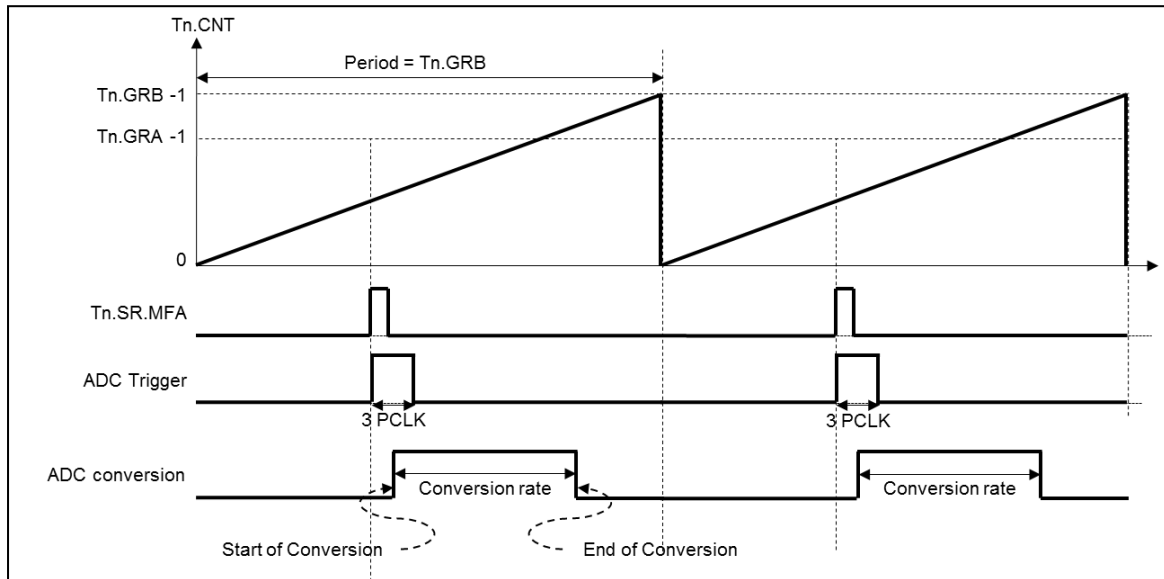 Tn.CNT
Period = Tn.GRB
Tn.GRB -1
Tn.GRA -1
0
Tn.SR.MFA
ADC Trigger
3 PCLK
3 PCLK
ADC conversion
Conversion rate
Conversion rate
Start of Conversion
End of Conversion